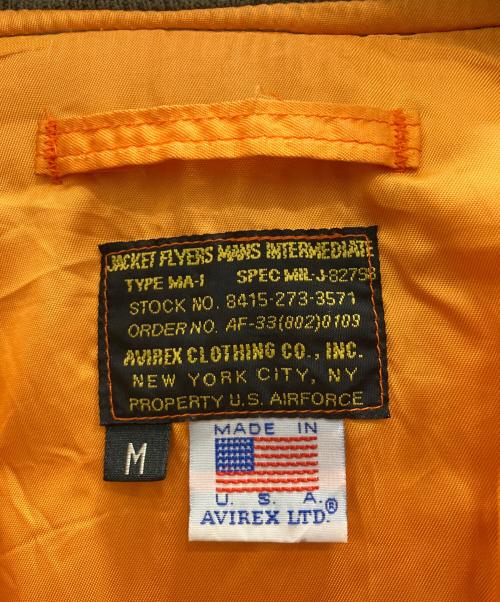 JACKET FLYERS MANS INTERMEDIATE
TYPE MA-1 SPEC MIL-J-8279B
STOCK NO. 8415-273-3571
ORDER NO. AF-33(802)0109
AVIREX CLOTHING CO., INC.
NEW YORK CITY, NY
PROPERTY U.S. AIRFORCE
M
MADE IN
U. S. A.
AVIREX LTD.®